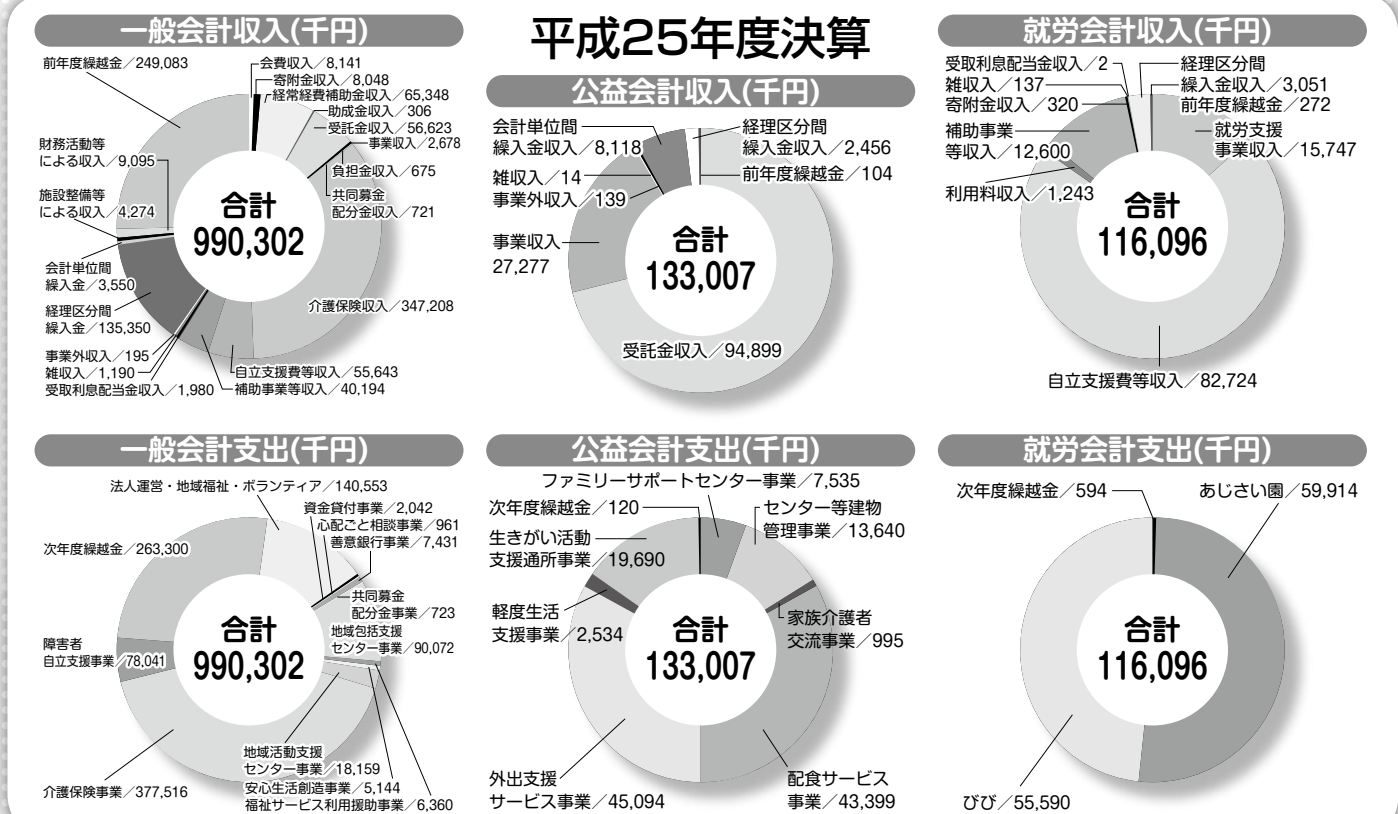 平成25年度決算
一般会計収入(千円)
前年度繰越金/249,083
会費収入/8,141
寄附金収入/8,048
経常経費補助金収入/65,348
助成金収入/306
受託金収入/56,623
事業収入/2,678
負担金収入/675
共同募金
配分金収入/721
介護保険収入/347,208
自立支援費等収入/55,643
補助事業等収入/40,194
受取利息配当金収入/1,980
雑収入/1,190
事業外収入/195
経理区分間
繰入金/135,350
会計単位間
繰入金/3,550
施設整備等
による収入/4,274
財務活動等
による収入/9,095
合計
990,302
公益会計収入(千円)
会計単位間
繰入金収入/8,118
雑収入/14
事業外収入/139
事業収入
27,277
経理区分間
繰入金収入/2,456
前年度繰越金/104
受託金収入/94,899
合計
133,007
就労会計収入(千円)
受取利息配当金収入/2
雑収入/137
寄附金収入/320
補助事業
等収入/12,600
利用料収入/1,243
経理区分間
繰入金収入/3,051
前年度繰越金/272
就労支援
事業収入/15,747
自立支援費等収入/82,724
合計
116,096
一般会計支出(千円)
法人運営・地域福祉・ボランティア/140,553
資金貸付事業/2,042
心配ごと相談事業/961
善意銀行事業/7,431
共同募金
配分金事業/723
地域包括支援
センター事業/90,072
次年度繰越金/263,300
障害者
自立支援事業/78,041
介護保険事業/377,516
地域活動支援
センター事業/18,159
安心生活創造事業/5,144
福祉サービス利用援助事業/6,360
合計
990,302
公益会計支出(千円)
ファミリーサポートセンター事業/7,535
次年度繰越金/120
生きがい活動
支援通所事業/19,690
軽度生活
支援事業/2,534
センター等建物
管理事業/13,640
家族介護者
交流事業/995
外出支援
サービス事業/45,094
配食サービス
事業/43,399
合計
133,007
就労会計支出(千円)
次年度繰越金/594
あじさい園/59,914
びび/55,590
合計
116,096